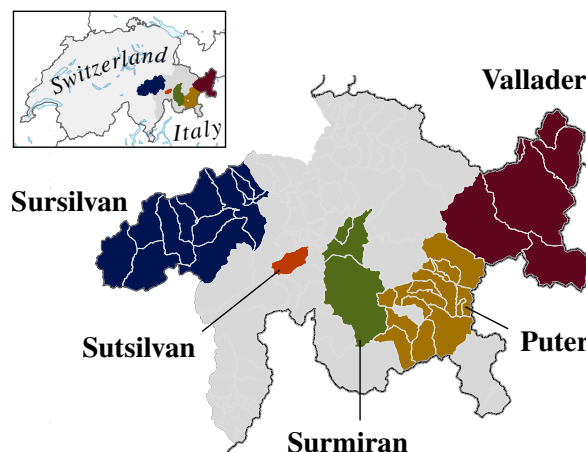 Switzerland
Italy
Vallader
Sursilvan
Sutsilvan
Puter
Surmiran